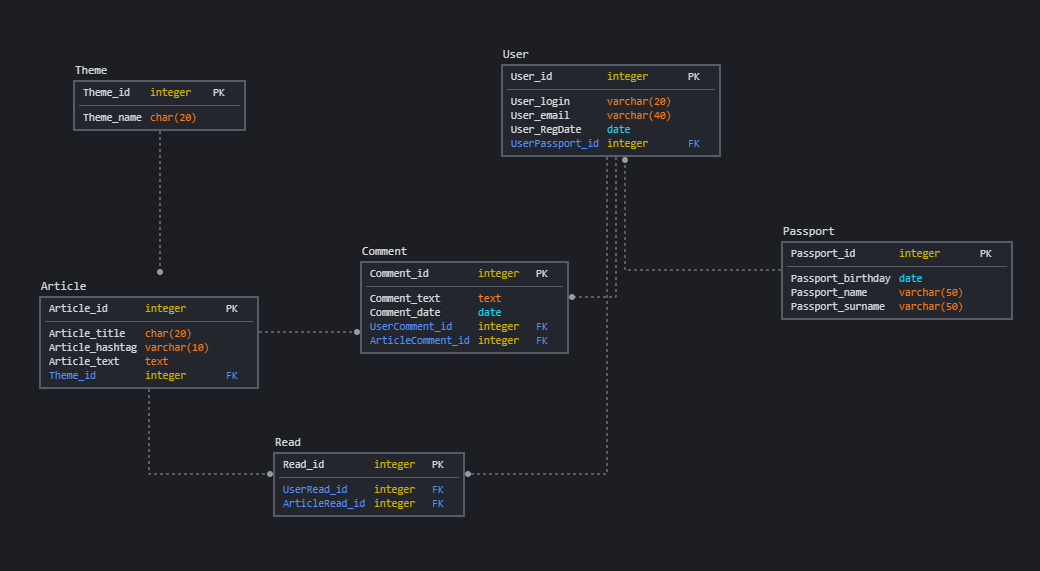 Theme
Theme_id integer PK
Theme_name char(20)
User
User_id integer PK
User_login varchar(20)
User_email varchar(40)
User_RegDate date
UserPassport_id integer FK
Passport
Passport_id integer PK
Passport_birthday date
Passport_name varchar(50)
Passport_surname varchar(50)
Comment
Comment_id integer PK
Comment_text text
Comment_date date
UserComment_id integer FK
ArticleComment_id integer FK
Article
Article_id integer PK
Article_title char(20)
Article_hashtag varchar(10)
Article_text text
Theme_id integer FK
Read
Read_id integer PK
UserRead_id integer FK
ArticleRead_id integer FK